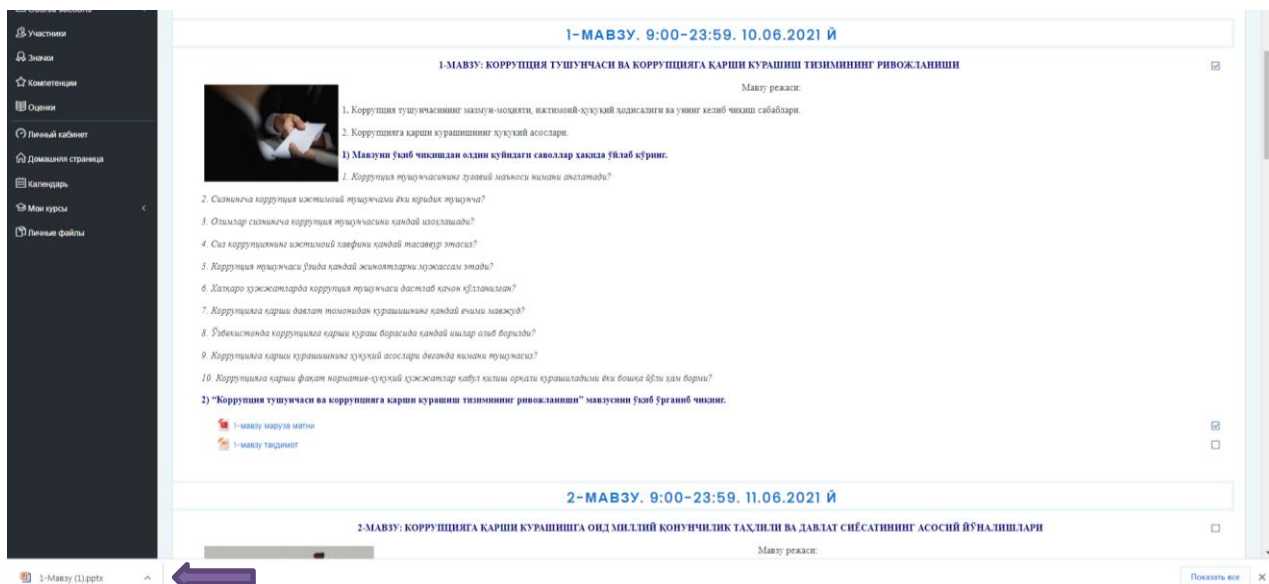 Course sections
Участники
Значки
Компетенции
Оценки
Личный кабинет
Домашняя страница
Календарь
Мои курсы
Личные файлы
1-МАВЗУ. 9:00-23:59. 10.06.2021 Й
1-МАВЗУ: КОРРУПЦИЯ ТУШУНЧАСИ ВА КОРРУПЦИЯГА ҚАРШИ КУРАШИШ ТИЗИМИНИНГ РИВОЖЛАНИШИ
Мавзу режаси:
1. Коррупция тушунчасининг мазмун-моҳияти, ижтимоий-ҳуқуқий ҳодисалиги ва унинг келиб чиқиш сабаблари.
2. Коррупцияга қарши курашишнинг ҳуқуқий асослари.
1) Мавзуни ўқиб чиқишдан олдин қуйидаги саволлар ҳақида ўйлаб кўринг.
1. Коррупция тушунчасининг луғавий маъноси нимани англатади?
2. Сизнингча коррупция ижтимоий тушунчами ёки юридик тушунча?
3. Олимлар сизнингча коррупция тушунчасини қандай изоҳлашади?
4. Сиз коррупциянинг ижтимоий хавфини қандай тасаввур этасиз?
5. Коррупция тушунчаси ўзида қандай жиноятларни мужассам этади?
6. Халқаро ҳужжатларда коррупция тушунчаси дастлаб қачон қўлланилган?
7. Коррупцияга қарши давлат томонидан курашишнинг қандай ечими мавжуд?
8. Ўзбекистонда коррупцияга қарши кураш борасида қандай ишлар олиб борилди?
9. Коррупцияга қарши курашишнинг ҳуқуқий асослари деганда нимани тушунасиз?
10. Коррупцияга қарши фақат норматив-ҳуқуқий ҳужжатлар қабул қилиш орқали курашиладими ёки бошқа йўли ҳам борми?
2) “Коррупция тушунчаси ва коррупцияга қарши курашиш тизимининг ривожланиши” мавзусини ўқиб ўрганиб чиқинг.
1-мавзу маруза матни
1-мавзу тақдимот
2-МАВЗУ. 9:00-23:59. 11.06.2021 Й
2-МАВЗУ: КОРРУПЦИЯГА ҚАРШИ КУРАШИШГА ОИД МИЛЛИЙ ҚОНУНЧИЛИК ТАҲЛИЛИ ВА ДАВЛАТ СИЁСАТИНИНГ АСОСИЙ ЙЎНАЛИШЛАРИ
Мавзу режаси:
1-Мавзу (1).pptx
Показать все